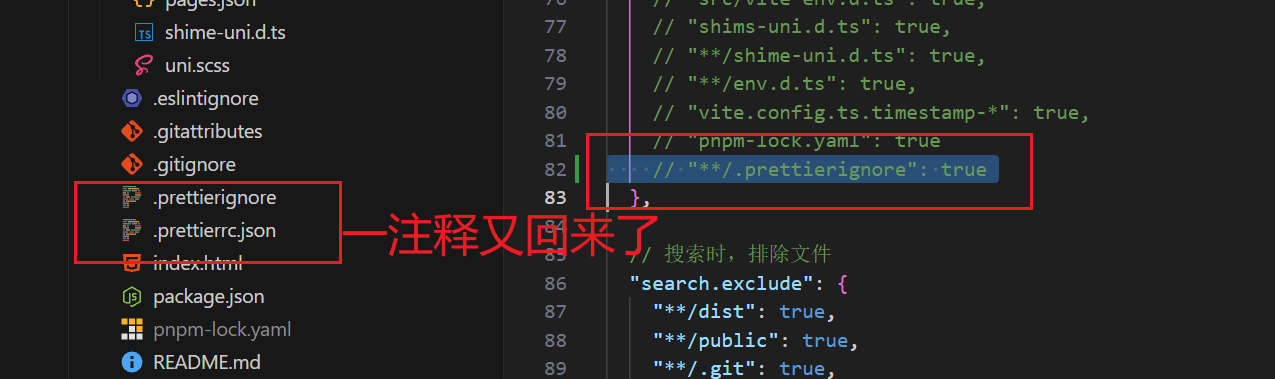 pages.json
shime-uni.d.ts
uni.scss
.eslintignore
.gitattributes
.gitignore
.prettierignore
.prettierrc.json
index.html
package.json
pnpm-lock.yaml
README.md
一注释又回来了
76 // "src/vite-env.d.ts": true,
77 // "shims-uni.d.ts": true,
78 // "**/shime-uni.d.ts": true,
79 // "**/env.d.ts": true,
80 // "vite.config.ts.timestamp-*": true,
81 // "pnpm-lock.yaml": true
82 // "**/.prettierignore": true
83 },
84
85 // 搜索时，排除文件
86 "search.exclude": {
87 "**/dist": true,
88 "**/public": true,
89 "**/.git": true,